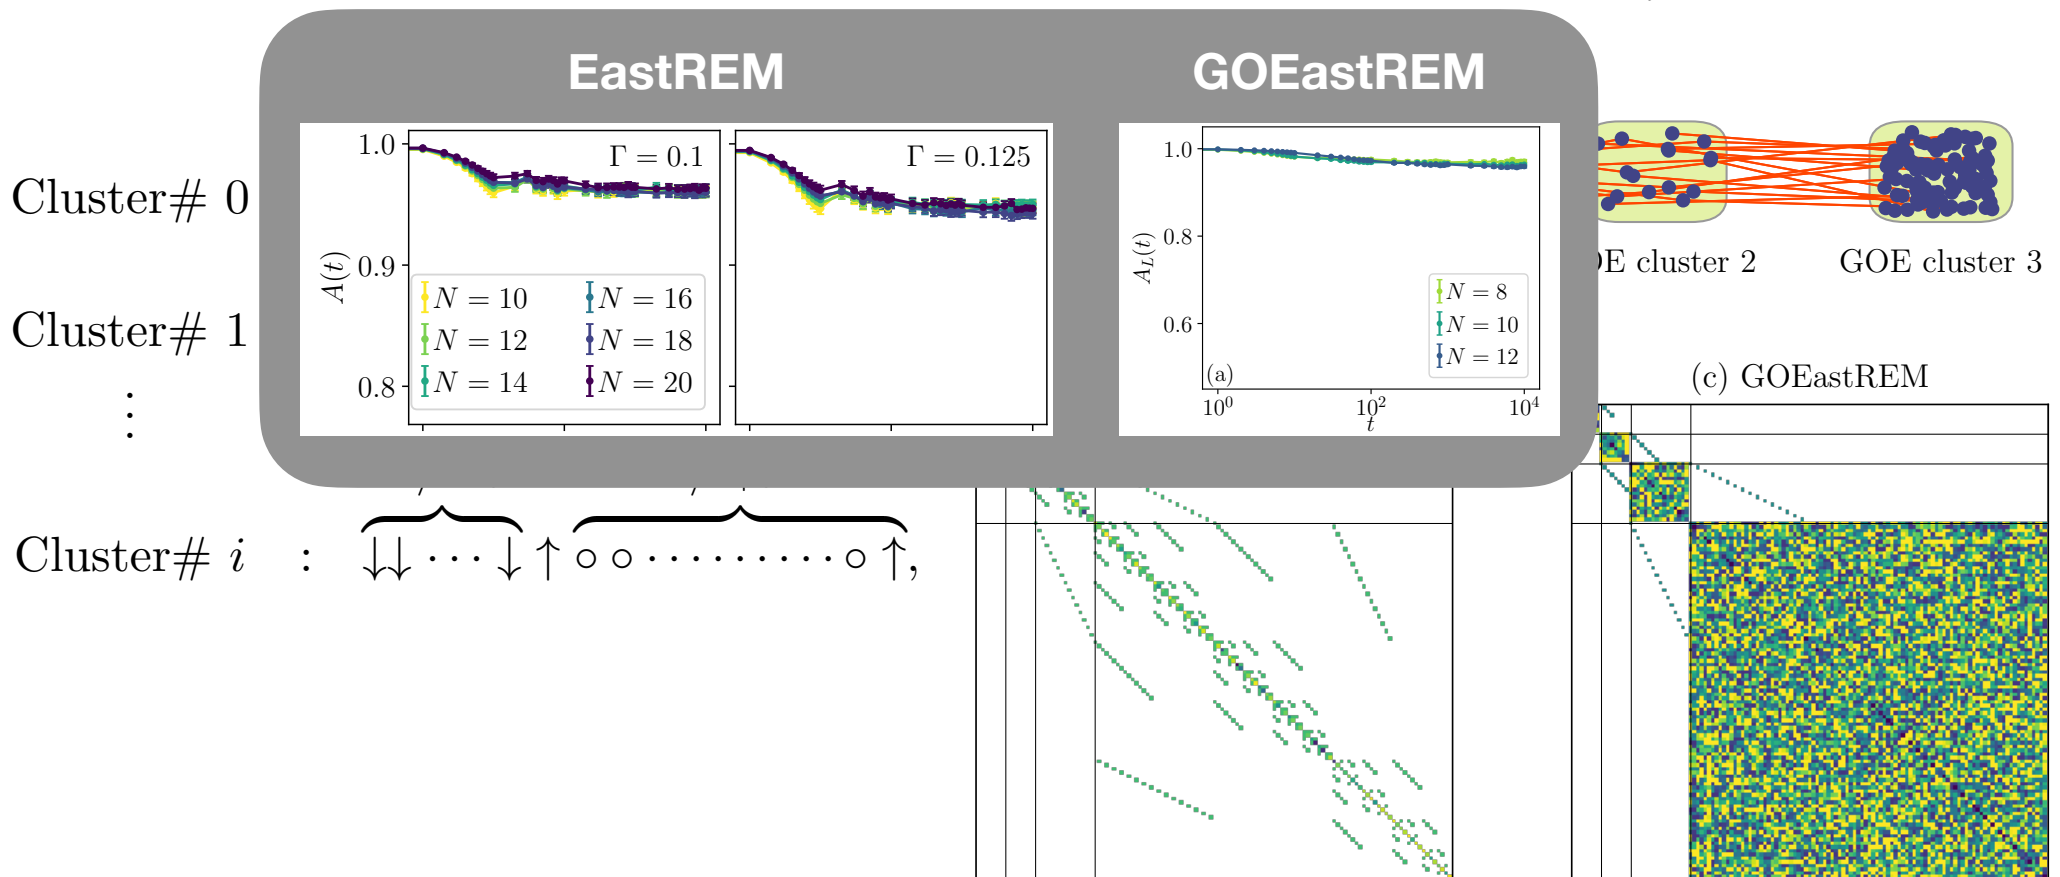 EastREM
GOEastREM
Γ = 0.1
Γ = 0.125
1.0
0.9
0.8
A(t)
N = 10
N = 12
N = 14
N = 16
N = 18
N = 20
1.0
0.8
0.6
A_L(t)
N = 8
N = 10
N = 12
(a)
10^0
10^2
10^4
t
Cluster# 0
Cluster# 1
⋮
Cluster# i : ↓↓ ⋯ ↓ ↑ ∘ ∘ ⋯⋯⋯ ∘ ↑,
E cluster 2
GOE cluster 3
(c) GOEastREM